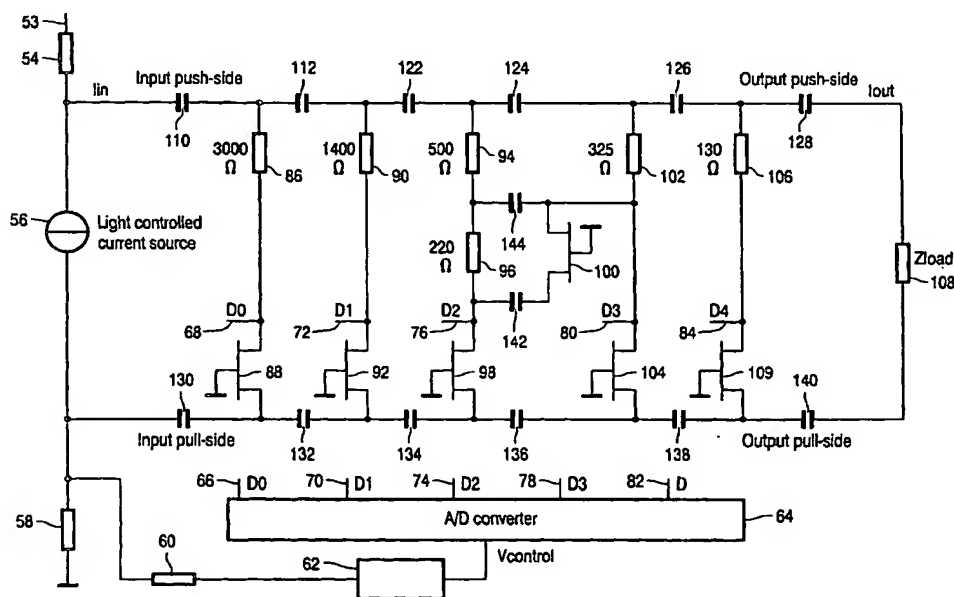 53
54
Iin
Input push-side
110
112
122
124
126
Output push-side
128
Iout
3000 Ω
86
1400 Ω
90
500 Ω
94
325 Ω
102
130 Ω
106
56
Light controlled
current source
220 Ω
96
144
100
142
Zload
108
D0
68
88
D1
72
92
D2
76
98
D3
80
104
D4
84
109
130
Input pull-side
132
134
136
138
140
Output pull-side
66 D0
70 D1
74 D2
78 D3
82 D
A/D converter
64
58
60
62
Vcontrol